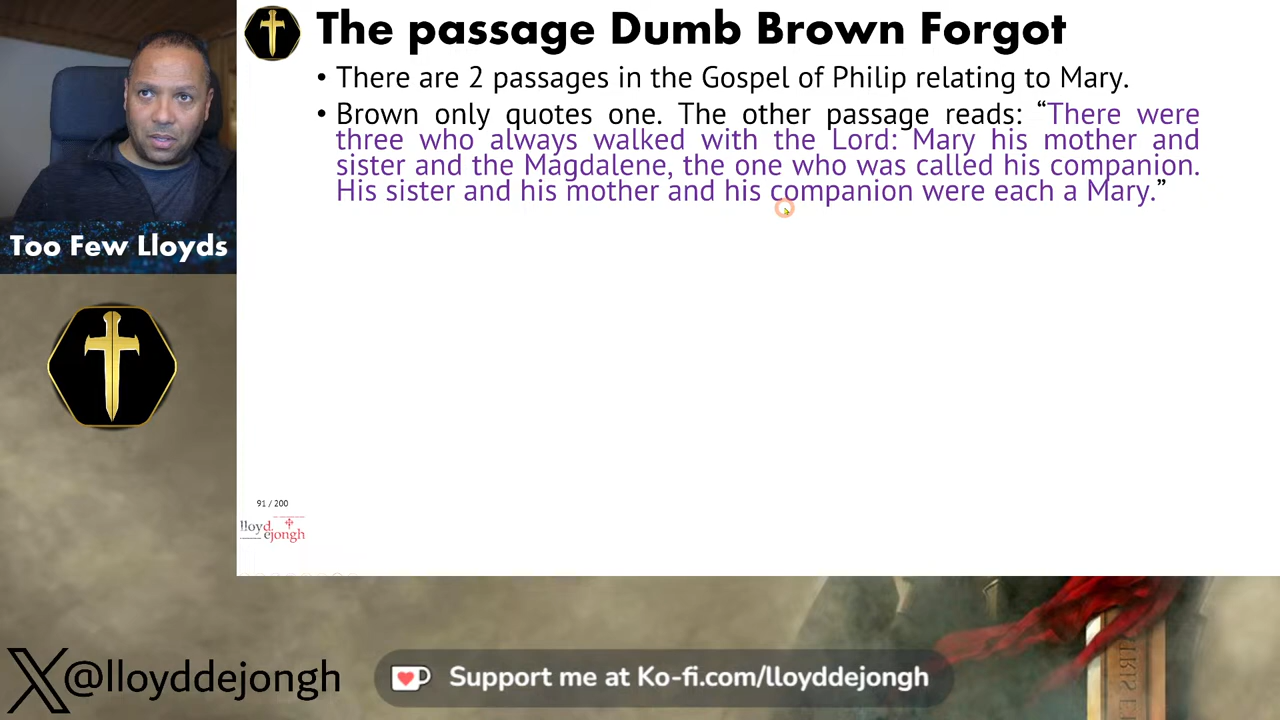 The passage Dumb Brown Forgot
• There are 2 passages in the Gospel of Philip relating to Mary.
• Brown only quotes one. The other passage reads: “There were
three who always walked with the Lord: Mary his mother and
sister and the Magdalene, the one who was called his companion.
His sister and his mother and his companion were each a Mary.”
Too Few Lloyds
91 / 200
lloyd.
ejongh
X@lloyddejongh
Support me at Ko-fi.com/lloyddejongh